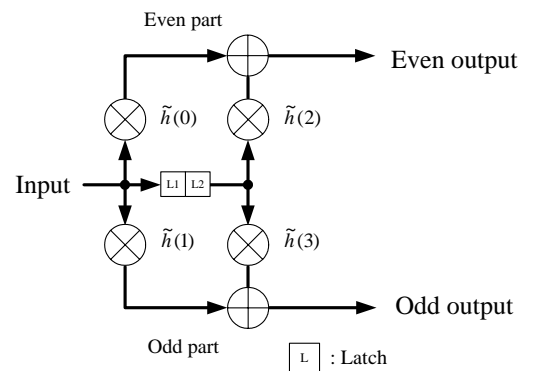 Even part
Even output
h̃(0)
h̃(2)
Input
L1 L2
h̃(1)
h̃(3)
Odd output
Odd part
L : Latch